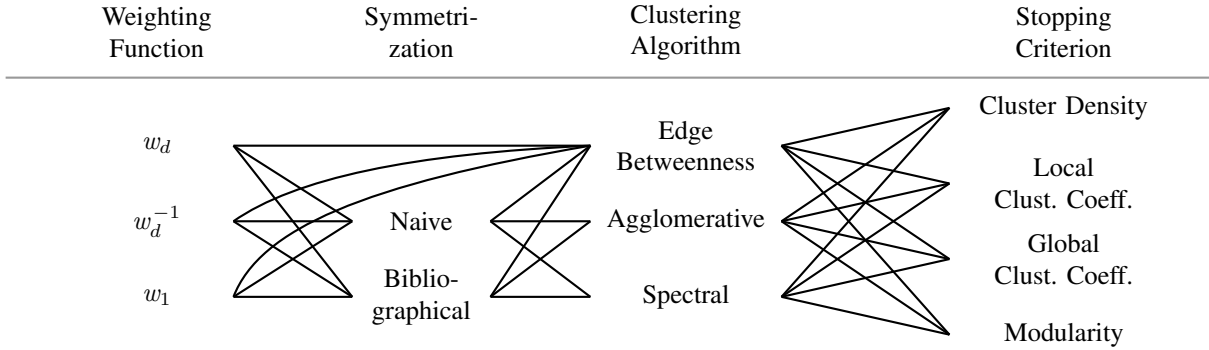 Weighting Function
Symmetri-zation
Clustering Algorithm
Stopping Criterion
w_d
w_d^{-1}
w_1
Naive
Biblio-
graphical
Edge
Betweenness
Agglomerative
Spectral
Cluster Density
Local
Clust. Coeff.
Global
Clust. Coeff.
Modularity